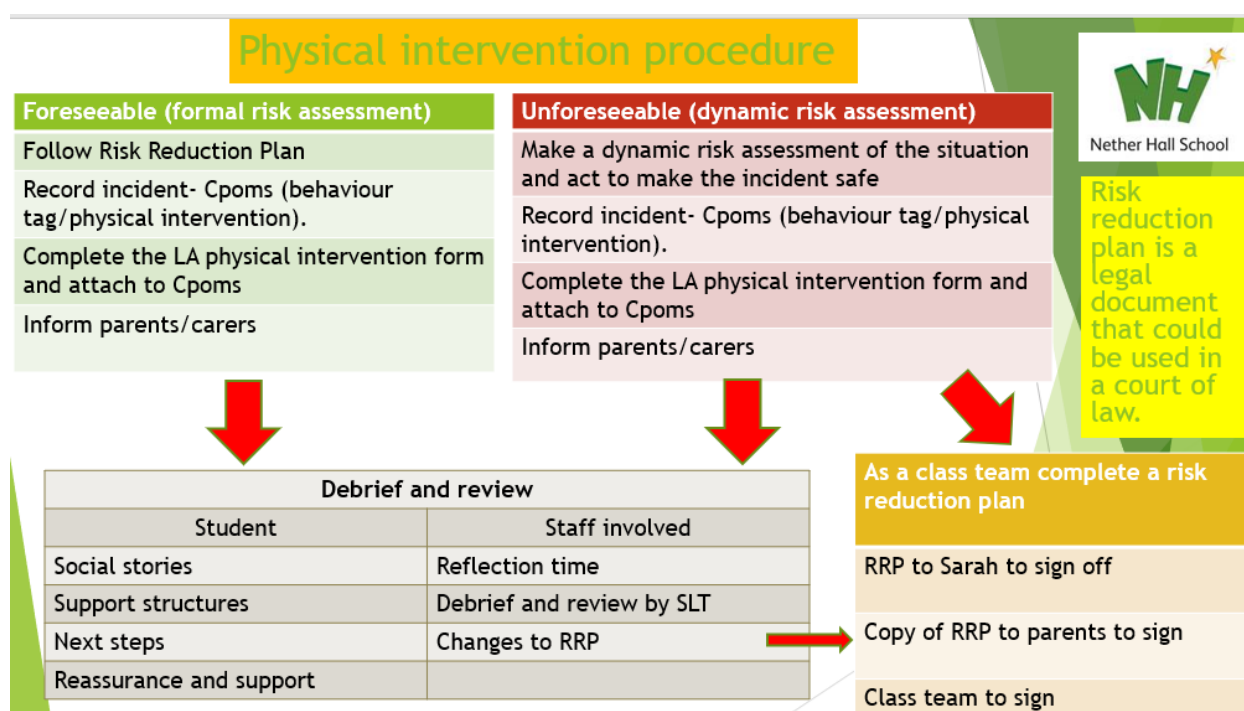 Physical intervention procedure
NH
Nether Hall School
Foreseeable (formal risk assessment)
Follow Risk Reduction Plan
Record incident- Cpoms (behaviour
tag/physical intervention).
Complete the LA physical intervention form
and attach to Cpoms
Inform parents/carers
Unforeseeable (dynamic risk assessment)
Make a dynamic risk assessment of the situation
and act to make the incident safe
Record incident- Cpoms (behaviour tag/physical
intervention).
Complete the LA physical intervention form and
attach to Cpoms
Inform parents/carers
Risk
reduction
plan is a
legal
document
that could
be used in
a court of
law.
Debrief and review
Student
Staff involved
Social stories
Reflection time
Support structures
Debrief and review by SLT
Next steps
Changes to RRP
Reassurance and support
As a class team complete a risk
reduction plan
RRP to Sarah to sign off
Copy of RRP to parents to sign
Class team to sign